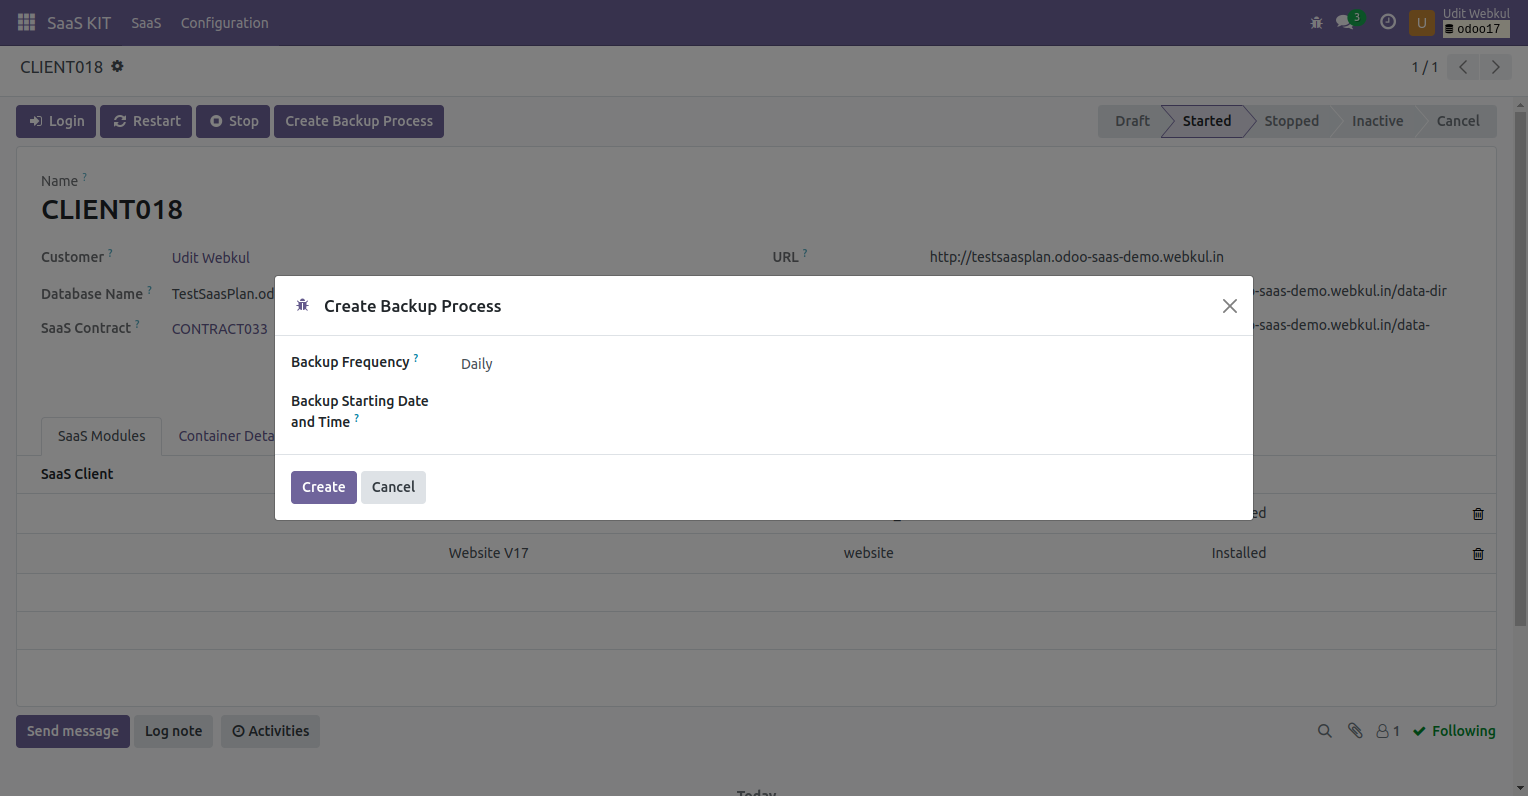 SaaS KIT SaaS Configuration 3 U Udit Webkul
odoo17
CLIENT018 1 / 1
Login Restart Stop Create Backup Process Draft Started Stopped Inactive Cancel
Name ?
CLIENT018
Customer ? Udit Webkul URL ? http://testsaasplan.odoo-saas-demo.webkul.in
Database Name ? TestSaasPlan.od -saas-demo.webkul.in/data-dir
SaaS Contract ? CONTRACT033 -saas-demo.webkul.in/data-
Create Backup Process
Backup Frequency ? Daily
Backup Starting Date
and Time ?
Create Cancel
SaaS Modules Container Deta
SaaS Client
ed
Website V17 website Installed
Send message Log note Activities 1 Following
Today